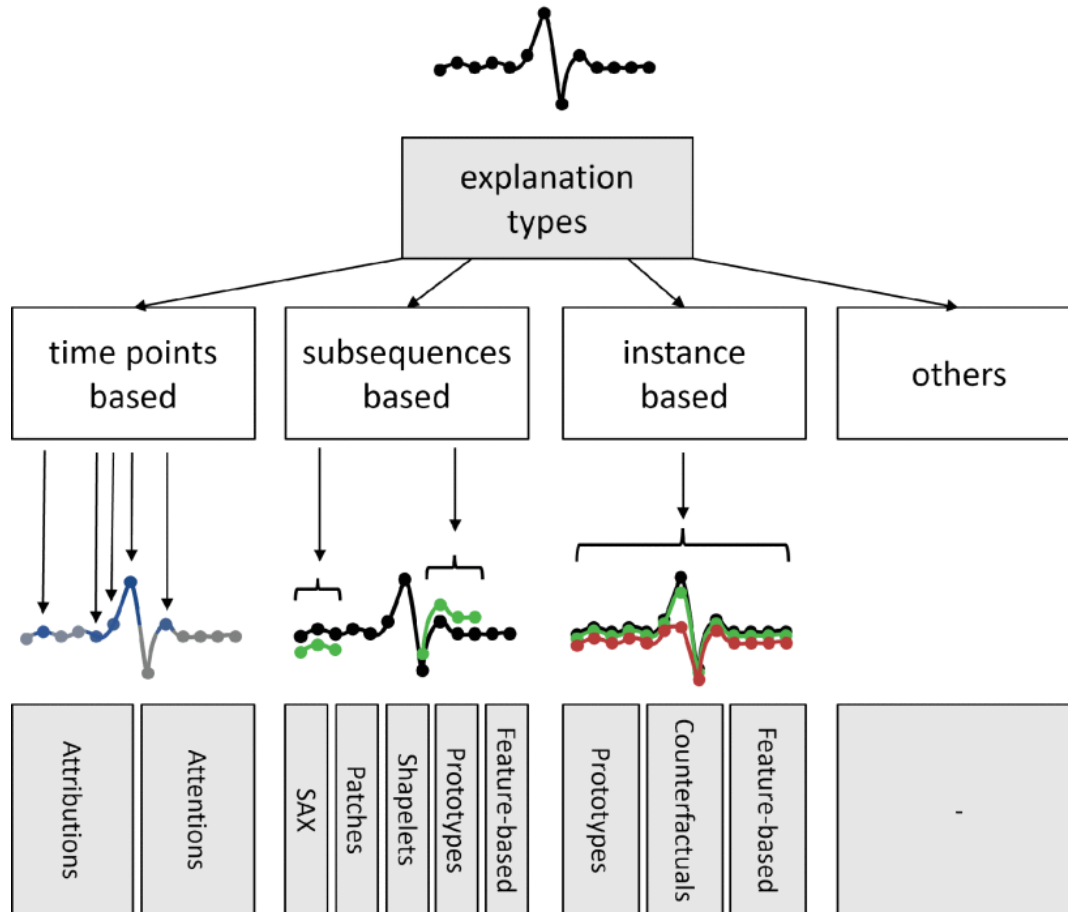 explanation
types
time points
based
subsequences
based
instance
based
others
Attributions
Attentions
SAX
Patches
Shapelets
Prototypes
Feature-based
Prototypes
Counterfactuals
Feature-based
-